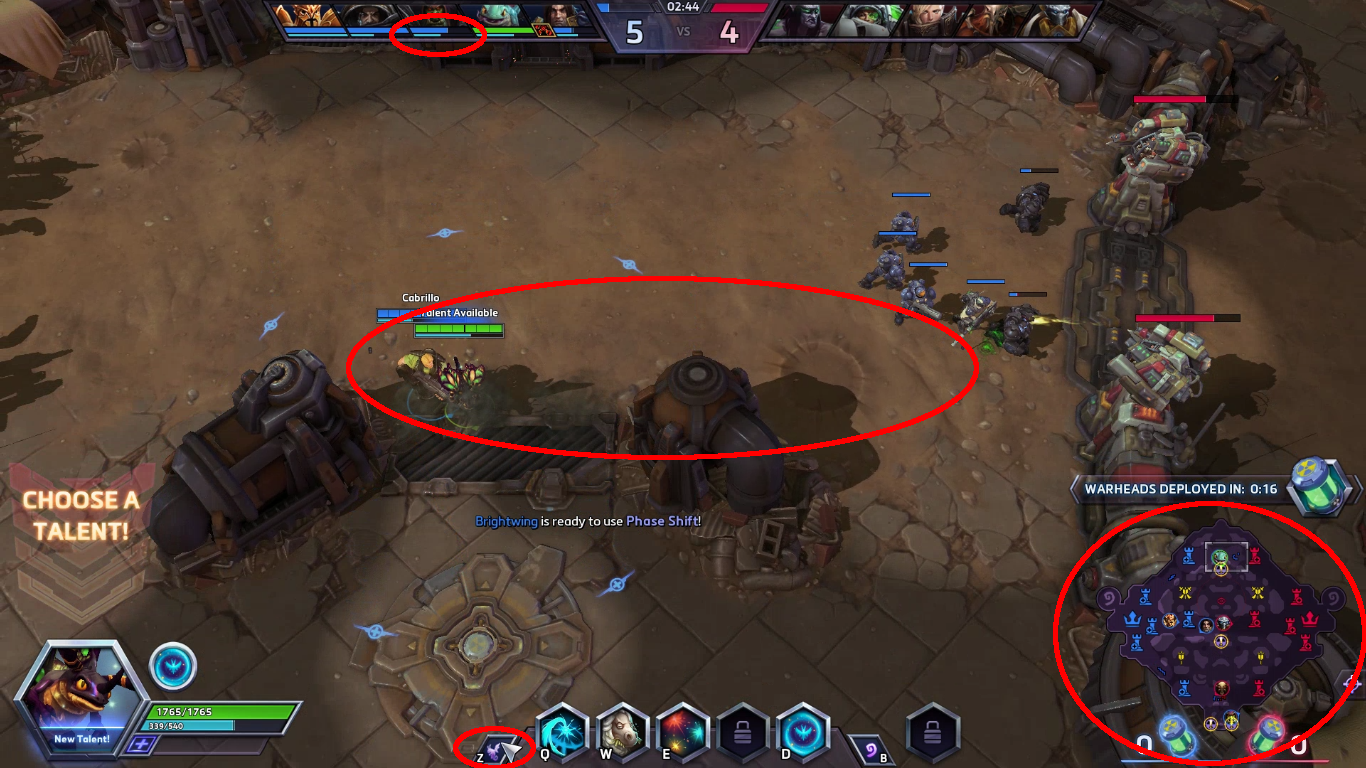 02:44
5 VS 4
Cabrillo
Talent Available
CHOOSE A
TALENT!
WARHEADS DEPLOYED IN: 0:16
Brightwing is ready to use Phase Shift!
1765/1765
339/540
New Talent!
Z Q W E D B
0 0